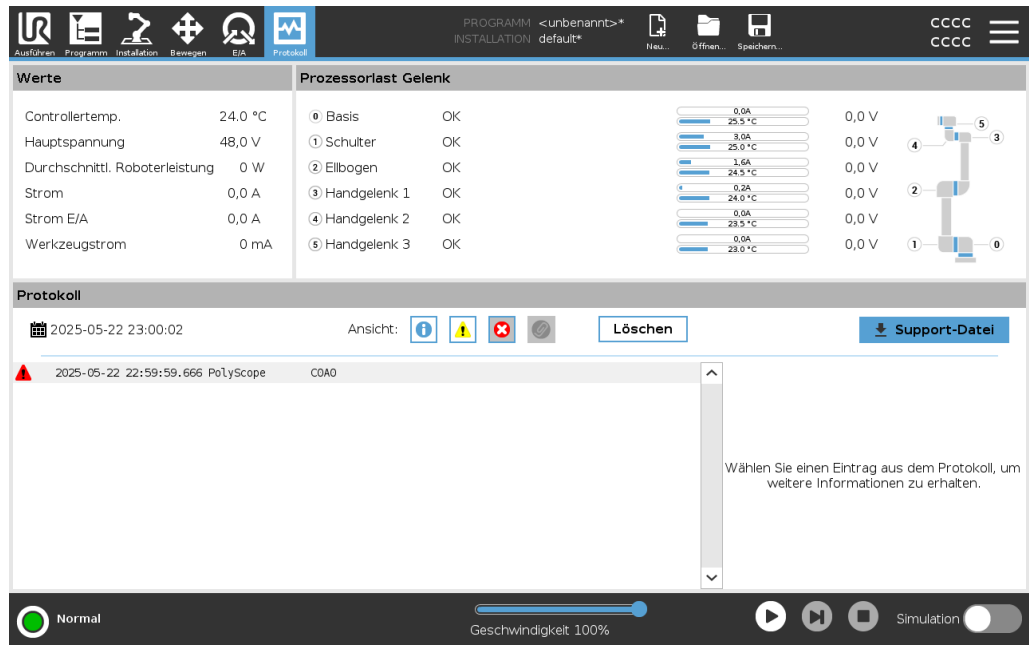 PROGRAMM <unbenannt>*
INSTALLATION default*
CCCC
CCCC
Ausführen Programm Installation Bewegen E/A Protokoll Neu... Öffnen... Speichern...
Werte
Controllertemp. 24.0 °C
Hauptspannung 48,0 V
Durchschnittl. Roboterleistung 0 W
Strom 0,0 A
Strom E/A 0,0 A
Werkzeugstrom 0 mA
Prozessorlast Gelenk
0 Basis OK 0,0A 25.5 °C 0,0 V
1 Schulter OK 3,0A 25.0 °C 0,0 V
2 Ellbogen OK 1,6A 24.5 °C 0,0 V
3 Handgelenk 1 OK 0,2A 24.0 °C 0,0 V
4 Handgelenk 2 OK 0,0A 23.5 °C 0,0 V
5 Handgelenk 3 OK 0,0A 23.0 °C 0,0 V
5
4 3
2
1 0
Protokoll
2025-05-22 23:00:02 Ansicht: Löschen Support-Datei
2025-05-22 22:59:59.666 PolyScope C0A0
Wählen Sie einen Eintrag aus dem Protokoll, um
weitere Informationen zu erhalten.
Normal
Geschwindigkeit 100%
Simulation